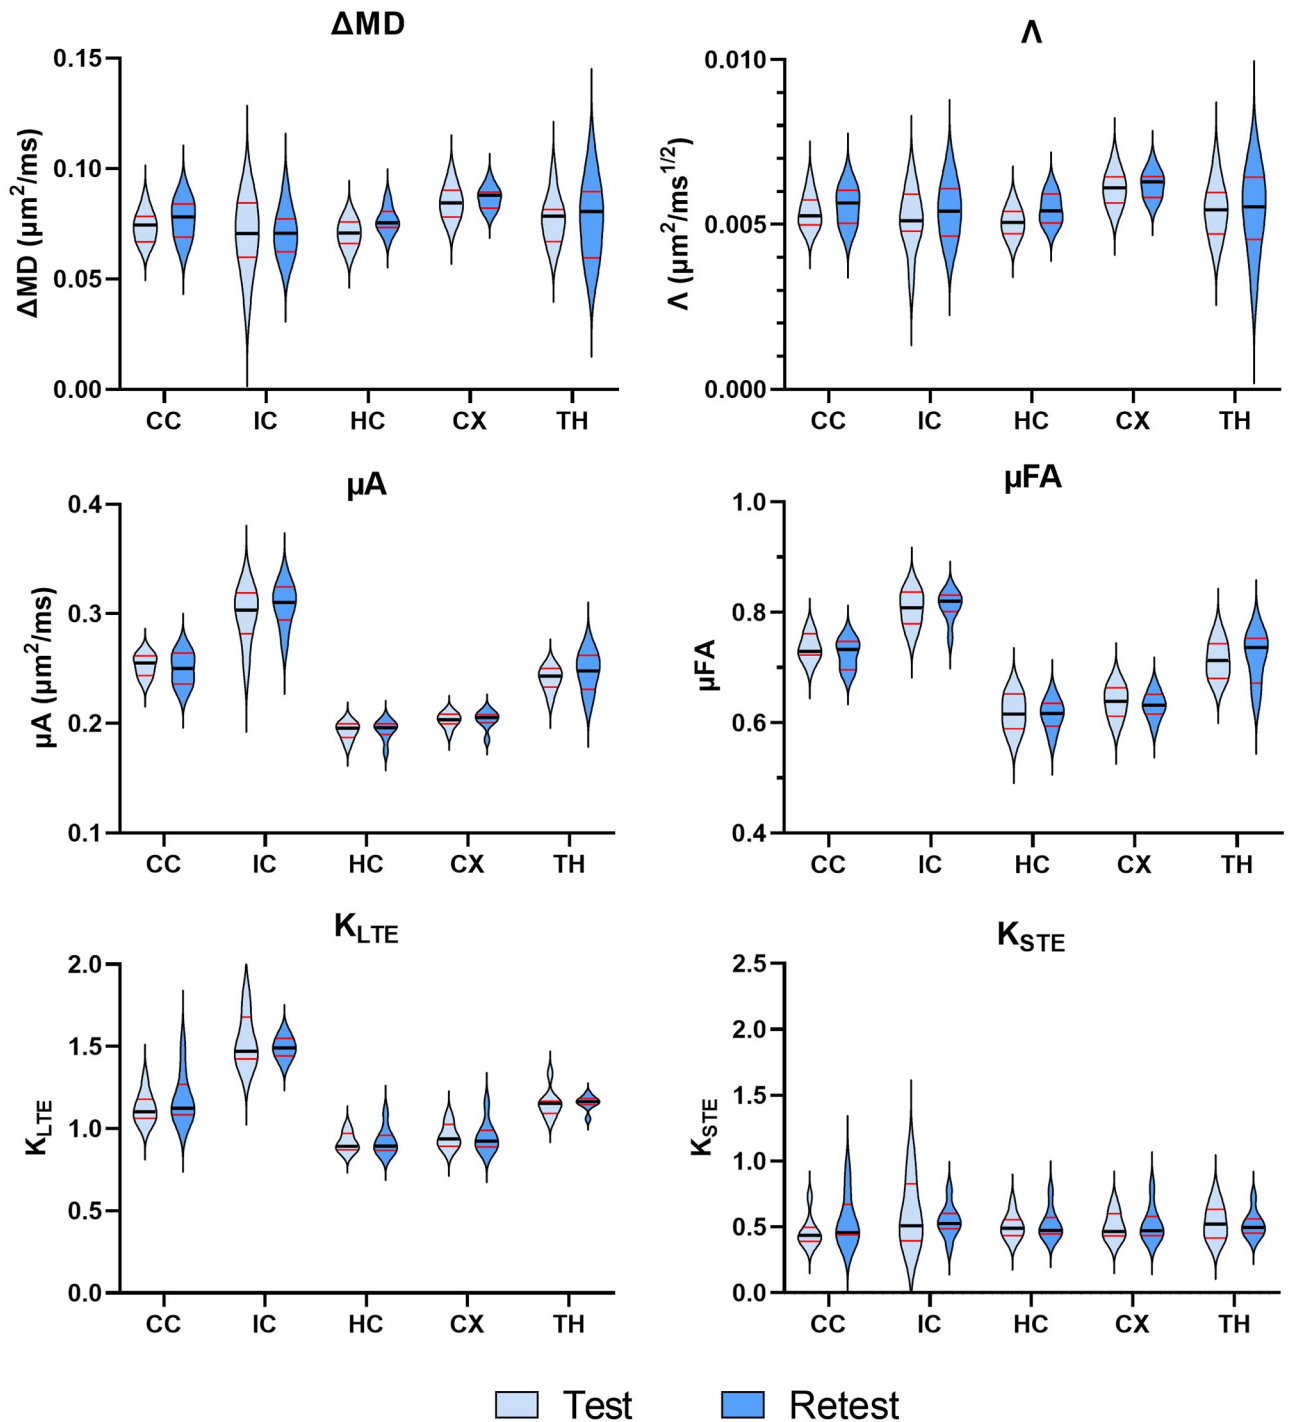 ΔMD
ΔMD (µm²/ms)
0.15
0.10
0.05
0.00
CC IC HC CX TH
Λ
Λ (µm²/ms¹/²)
0.010
0.005
0.000
CC IC HC CX TH
µA
µA (µm²/ms)
0.4
0.3
0.2
0.1
CC IC HC CX TH
µFA
µFA
1.0
0.8
0.6
0.4
CC IC HC CX TH
K_LTE
K_LTE
2.0
1.5
1.0
0.5
0.0
CC IC HC CX TH
K_STE
K_STE
2.5
2.0
1.5
1.0
0.5
0.0
CC IC HC CX TH
Test Retest